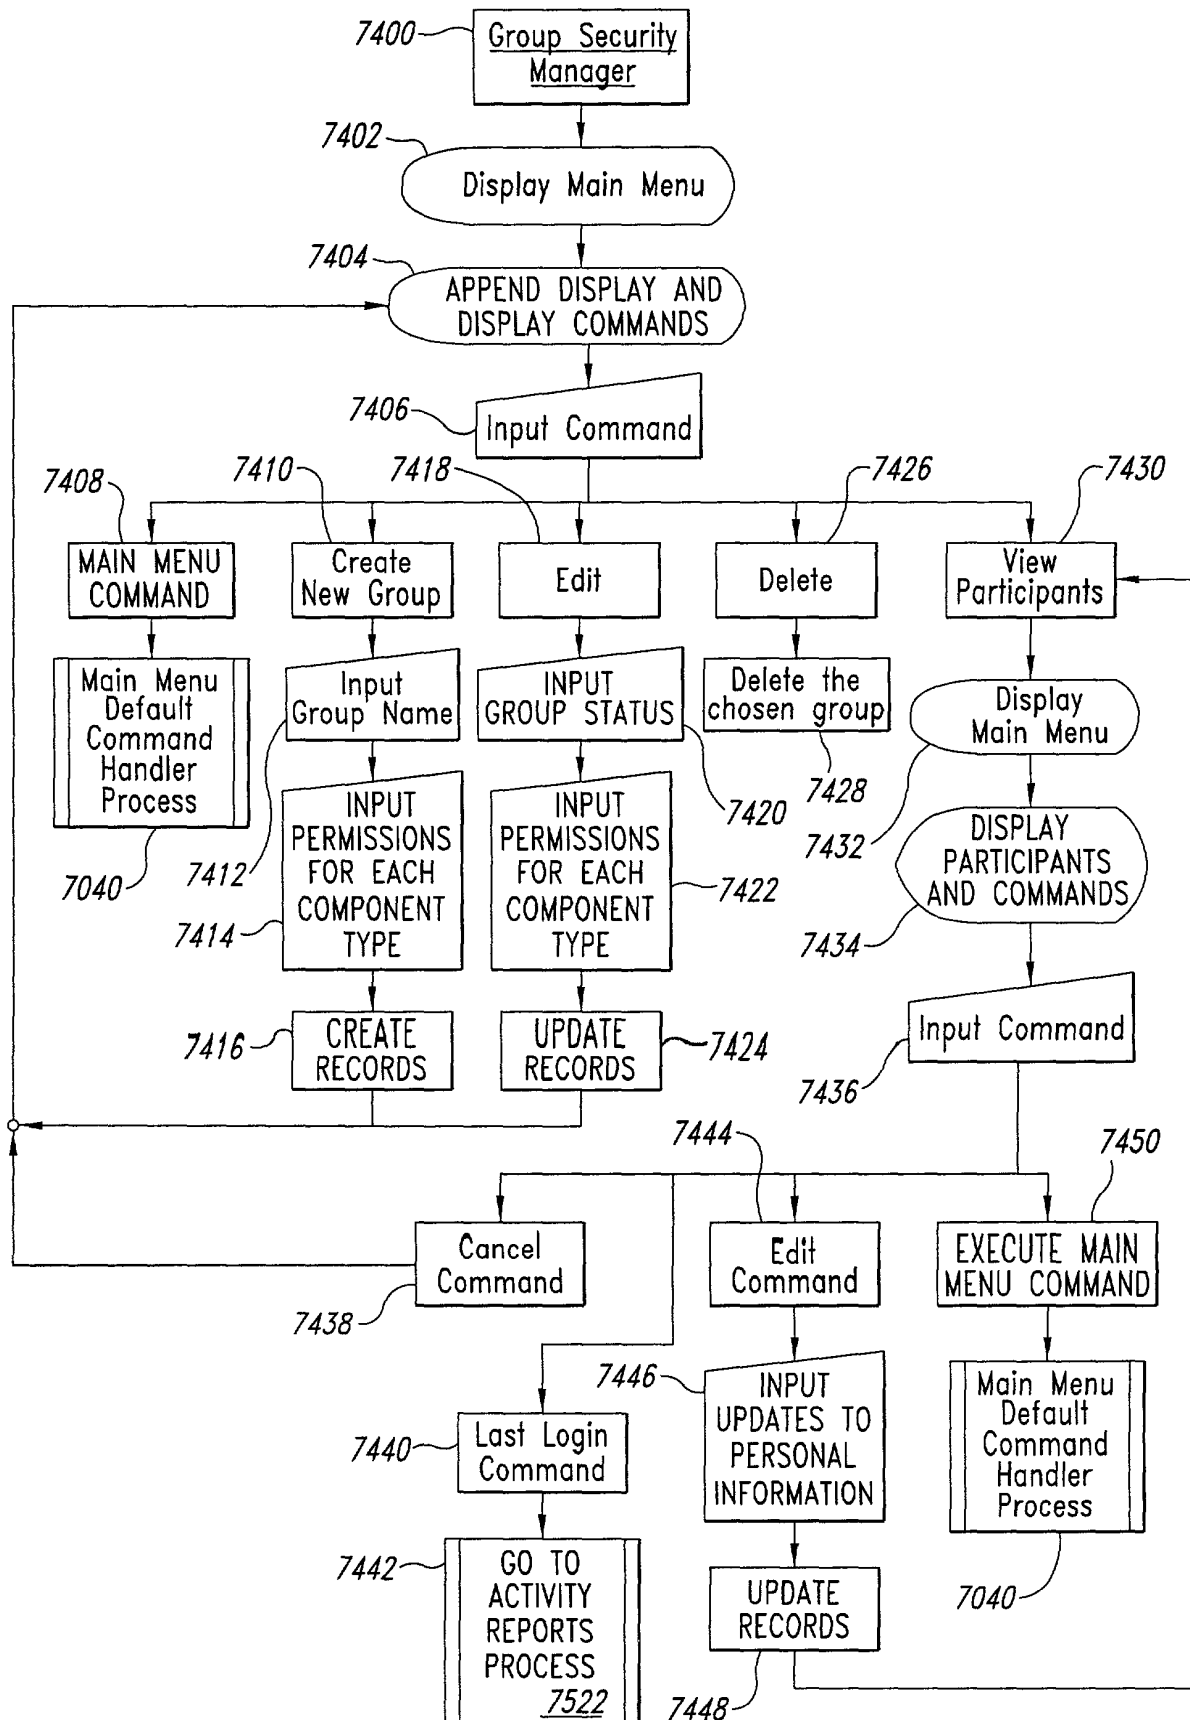 7400
Group Security
Manager
7402
Display Main Menu
7404
APPEND DISPLAY AND
DISPLAY COMMANDS
7406
Input Command
7408
MAIN MENU
COMMAND
Main Menu
Default
Command
Handler
Process
7040
7410
Create
New Group
Input
Group Name
7412
INPUT
PERMISSIONS
FOR EACH
COMPONENT
TYPE
7414
CREATE
RECORDS
7416
7418
Edit
INPUT
GROUP STATUS
7420
INPUT
PERMISSIONS
FOR EACH
COMPONENT
TYPE
7422
UPDATE
RECORDS
7424
7426
Delete
Delete the
chosen group
7428
7430
View
Participants
Display
Main Menu
7432
DISPLAY
PARTICIPANTS
AND COMMANDS
7434
Input Command
7436
Cancel
Command
7438
7440
Last Login
Command
7442
GO TO
ACTIVITY
REPORTS
PROCESS
7522
7444
Edit
Command
7446
INPUT
UPDATES TO
PERSONAL
INFORMATION
UPDATE
RECORDS
7448
7450
EXECUTE MAIN
MENU COMMAND
Main Menu
Default
Command
Handler
Process
7040